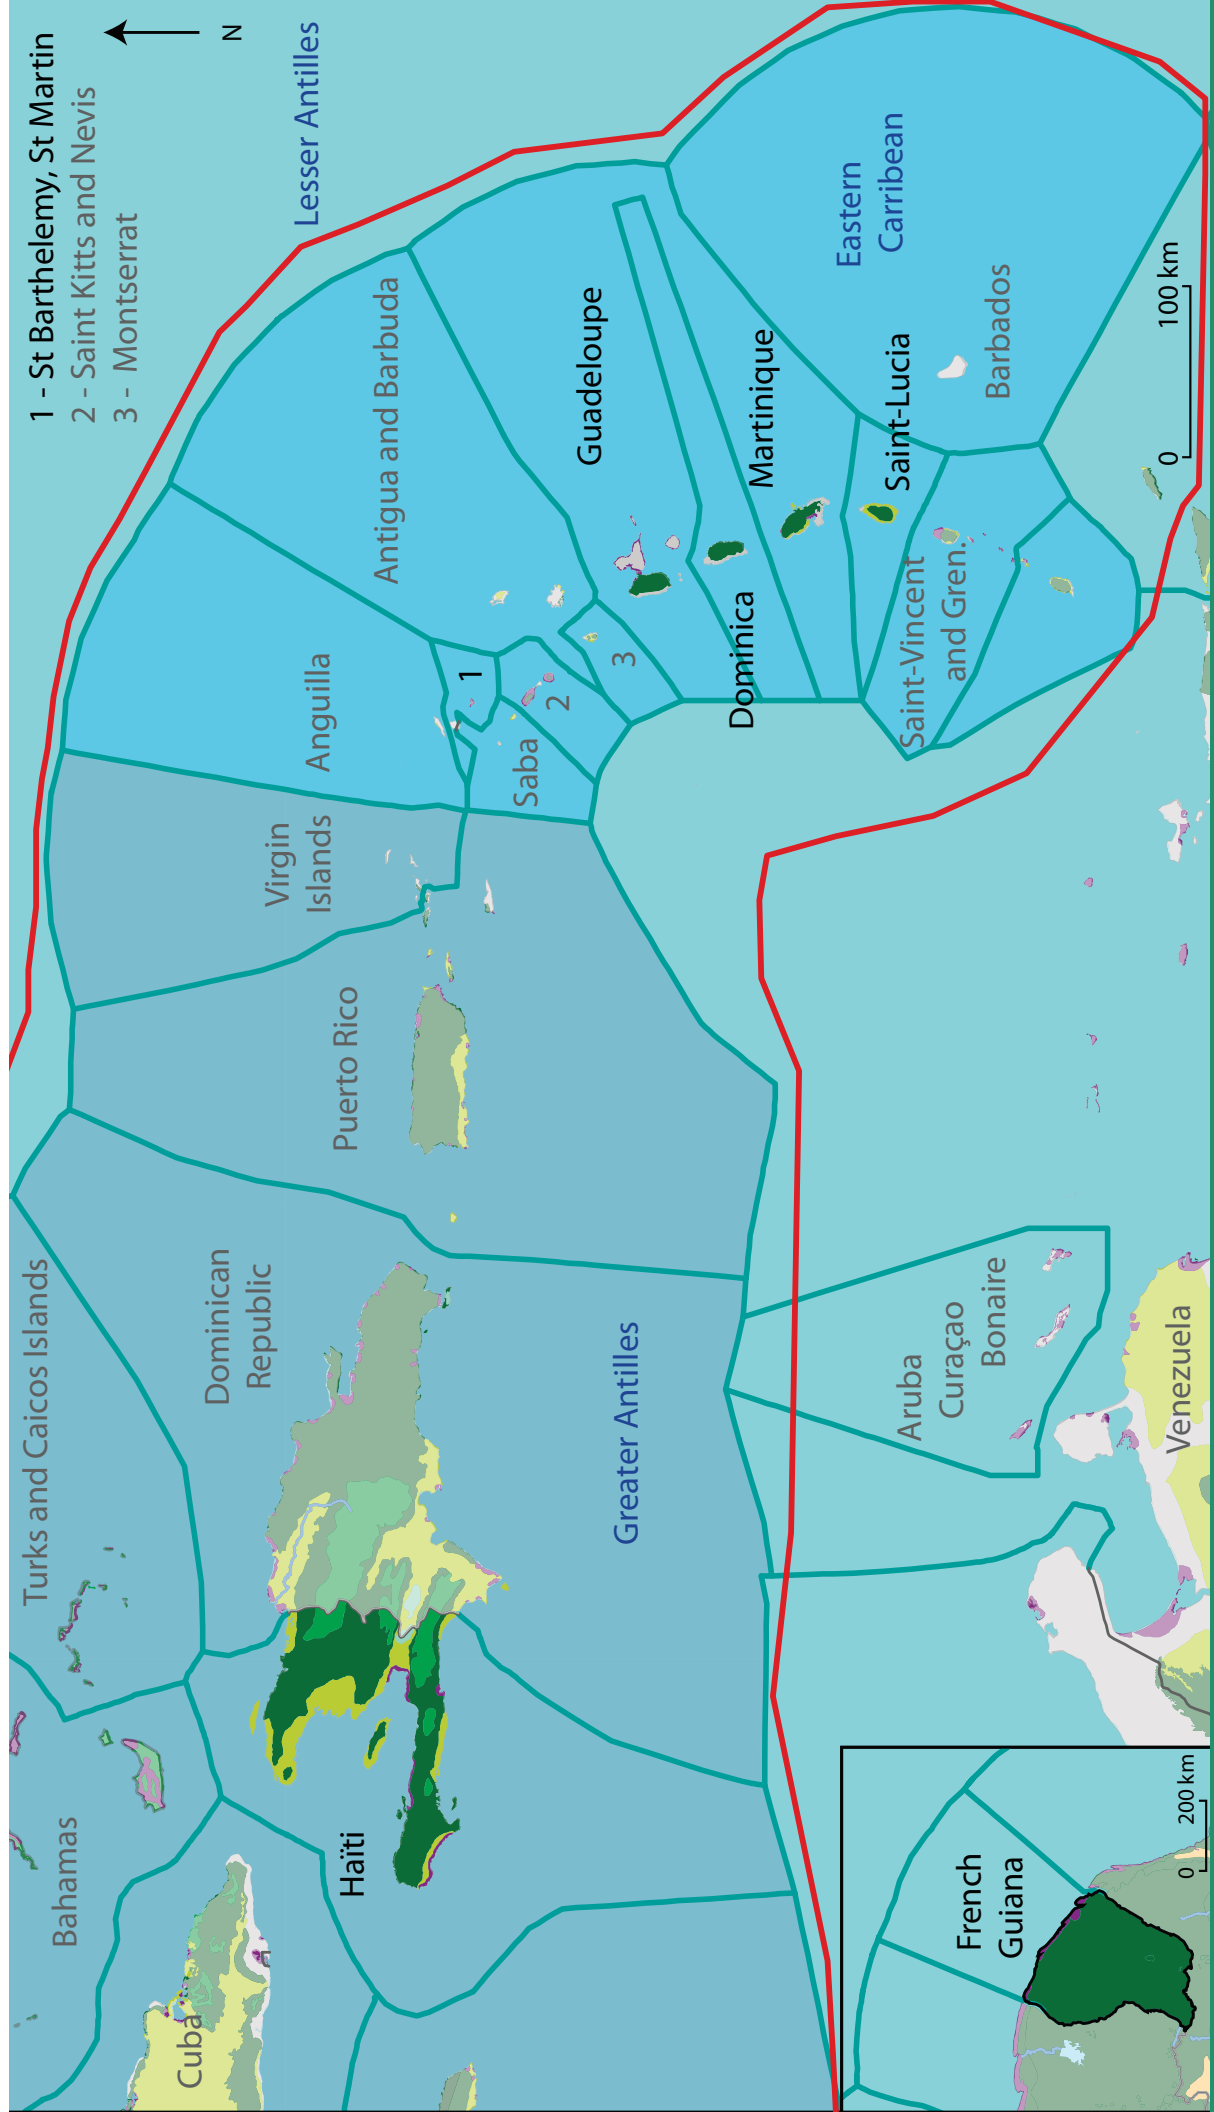 1 - St Barthelemy, St Martin
2 - Saint Kitts and Nevis
3 - Montserrat
N
Lesser Antilles
Turks and Caicos Islands
Bahamas
Cuba
Haïti
Dominican
Republic
Puerto Rico
Virgin
Islands
Anguilla
Antigua and Barbuda
1
Saba
2
3
Guadeloupe
Dominica
Martinique
Saint-Lucia
Saint-Vincent
and Gren.
Barbados
Eastern
Carribean
Greater Antilles
Aruba
Curaçao
Bonaire
Venezuela
0
100 km
French
Guiana
0
200 km